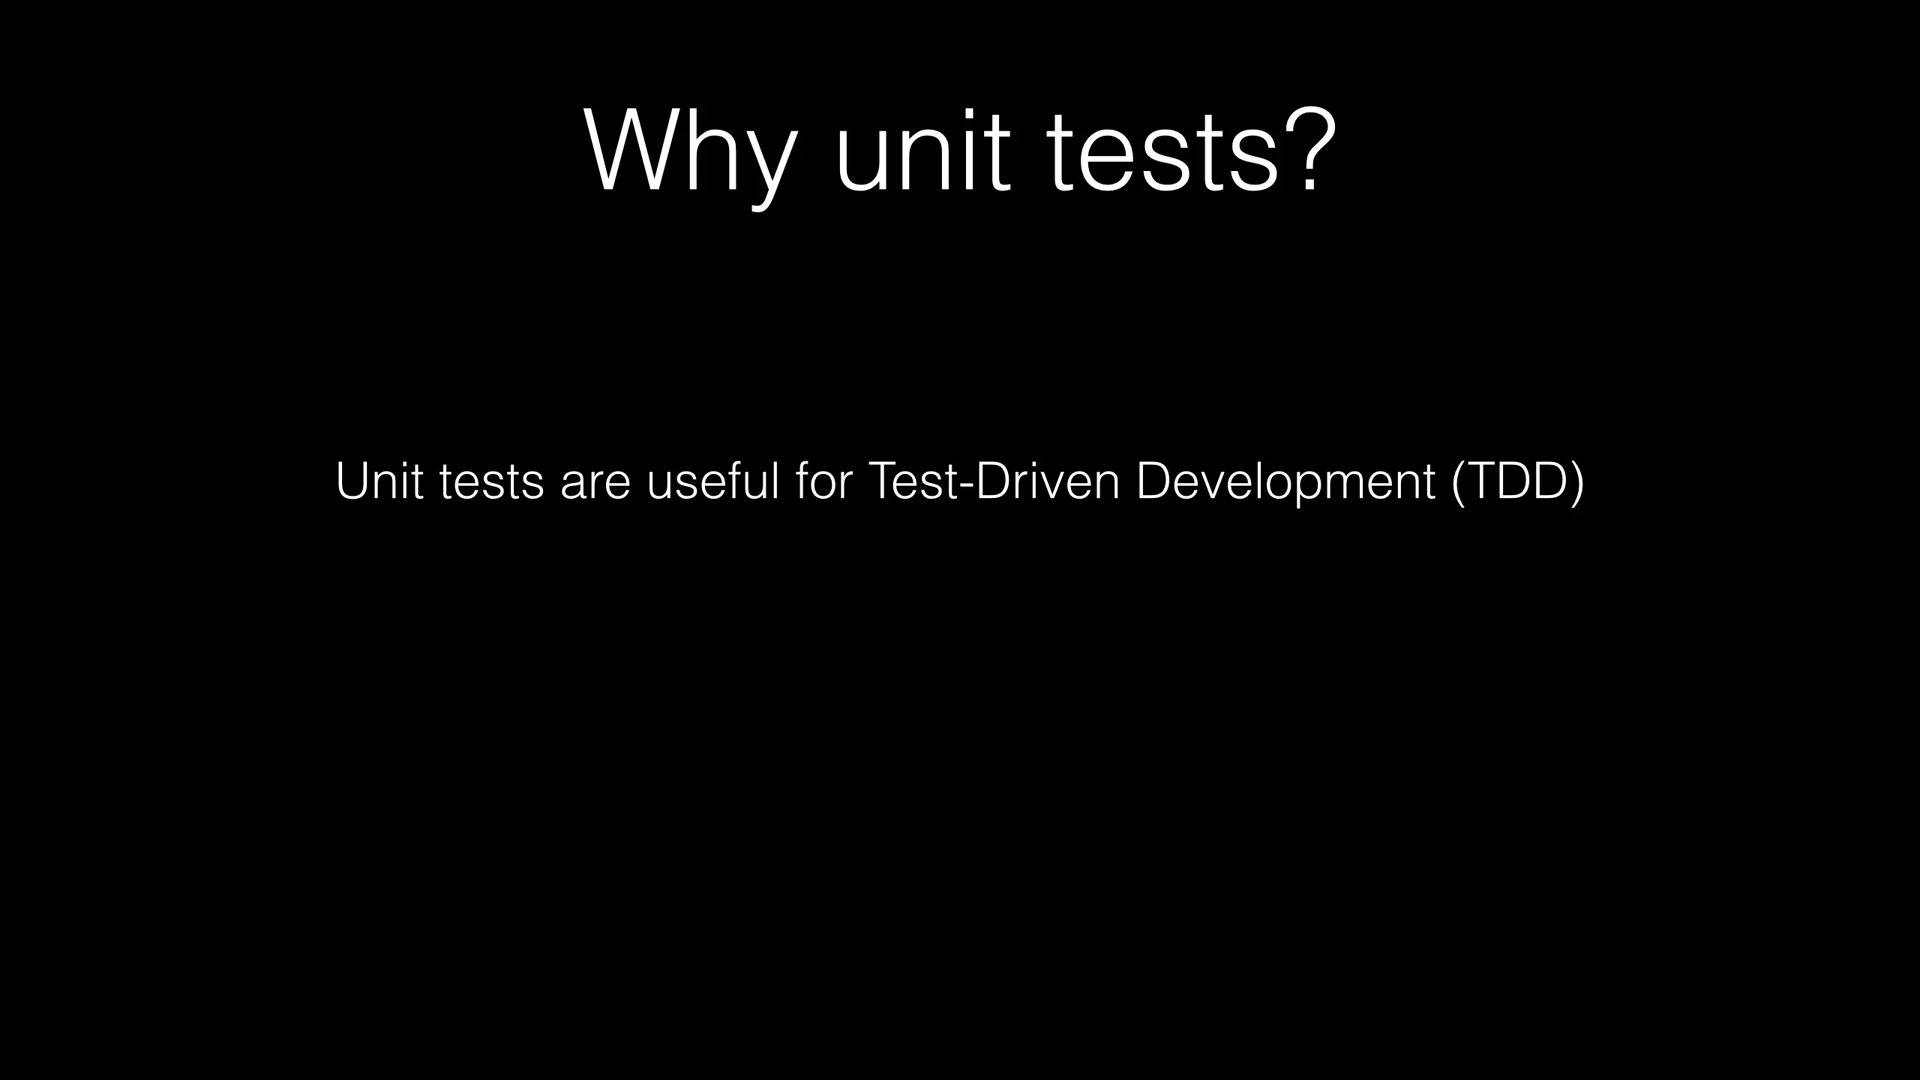 Why unit tests?
Unit tests are useful for Test-Driven Development (TDD)